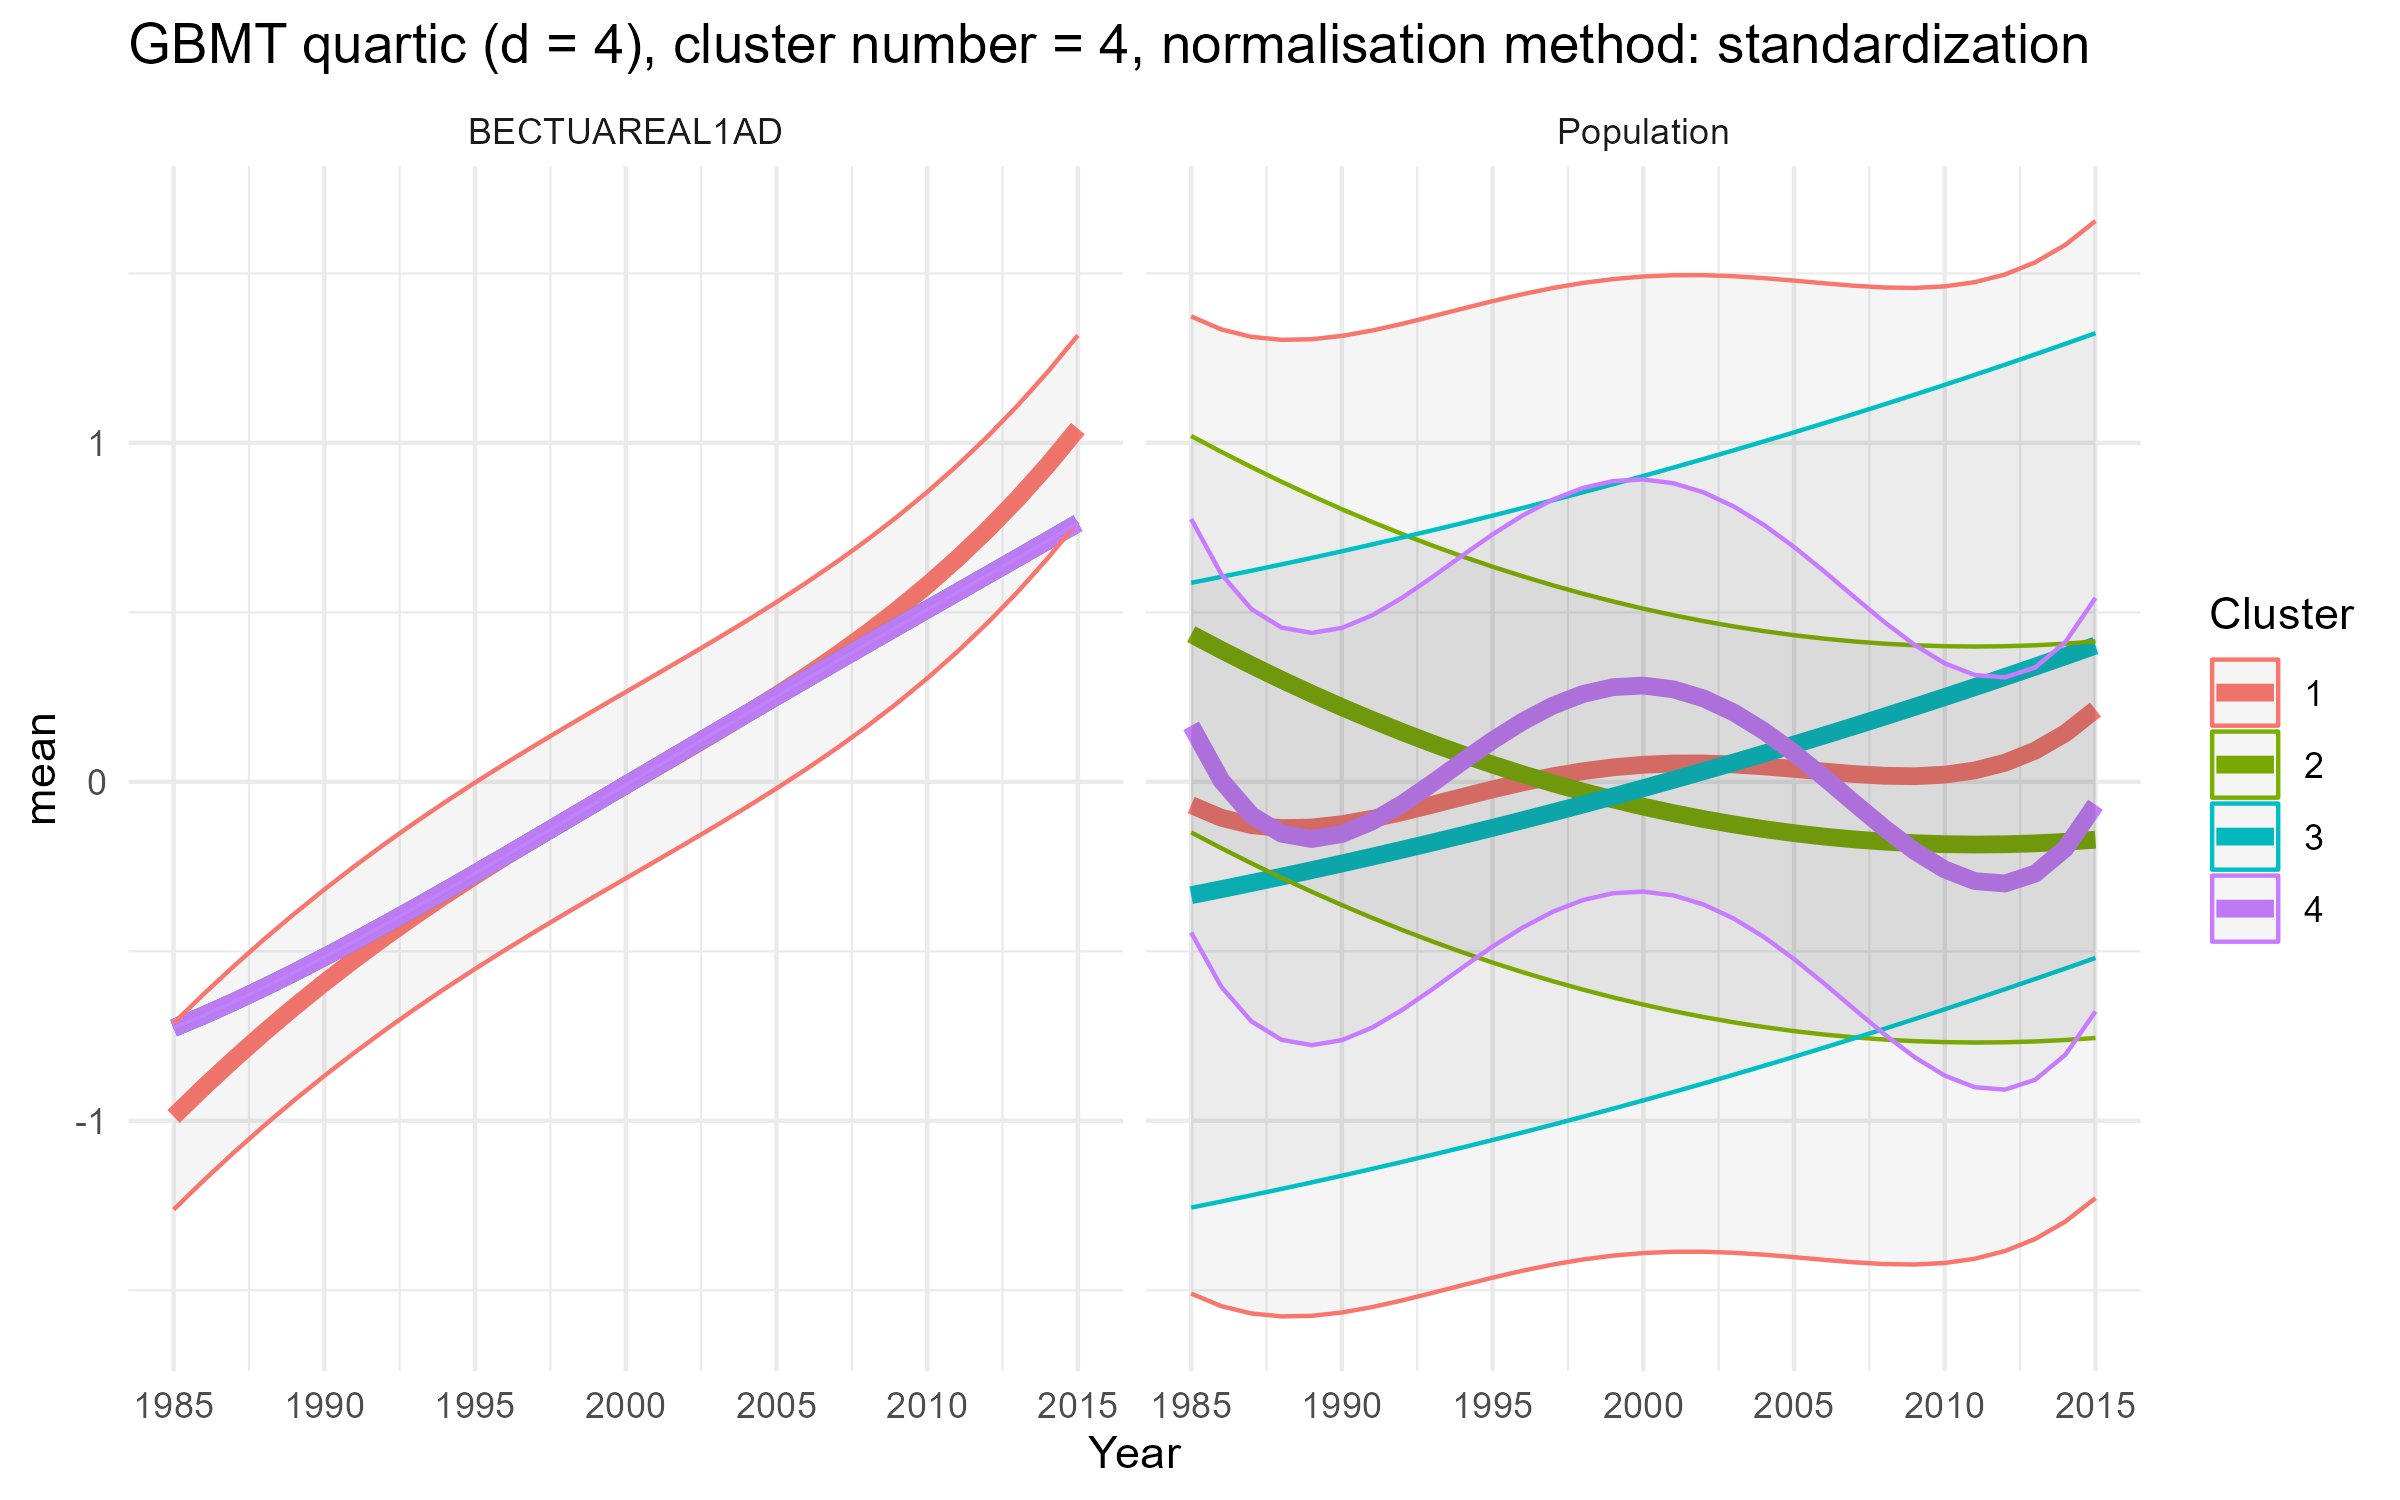 GBMT quartic (d = 4), cluster number = 4, normalisation method: standardization
BECTUAREAL1AD
Population
mean
1
0
-1
1985 1990 1995 2000 2005 2010 2015
1985 1990 1995 2000 2005 2010 2015
Year
Cluster
1
2
3
4